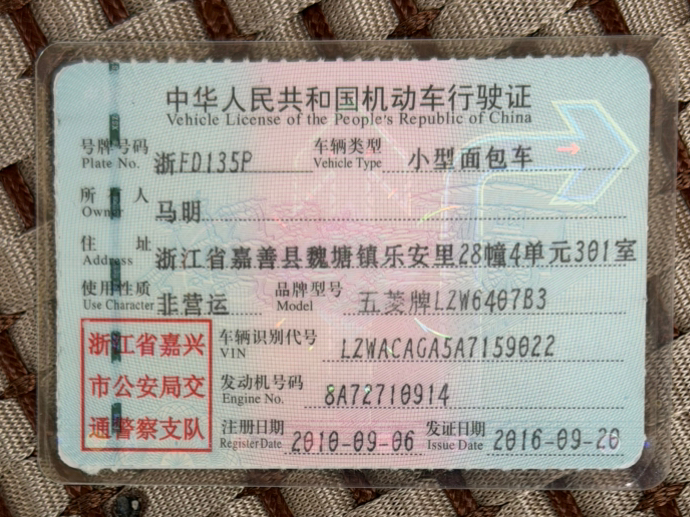 中华人民共和国机动车行驶证
Vehicle License of the People's Republic of China
号牌号码 浙FD135P 车辆类型 小型面包车
Plate No. Vehicle Type
所有人 马明
Owner
住址 浙江省嘉善县魏塘镇乐安里28幢4单元301室
Address
使用性质 非营运 品牌型号 五菱牌LZW6407B3
Use Character Model
浙江省嘉兴
市公安局交
通警察支队
车辆识别代号 LZWACAGA5A7159022
VIN
发动机号码 8A72710914
Engine No.
注册日期 2010-09-06 发证日期 2016-09-20
Register Date Issue Date